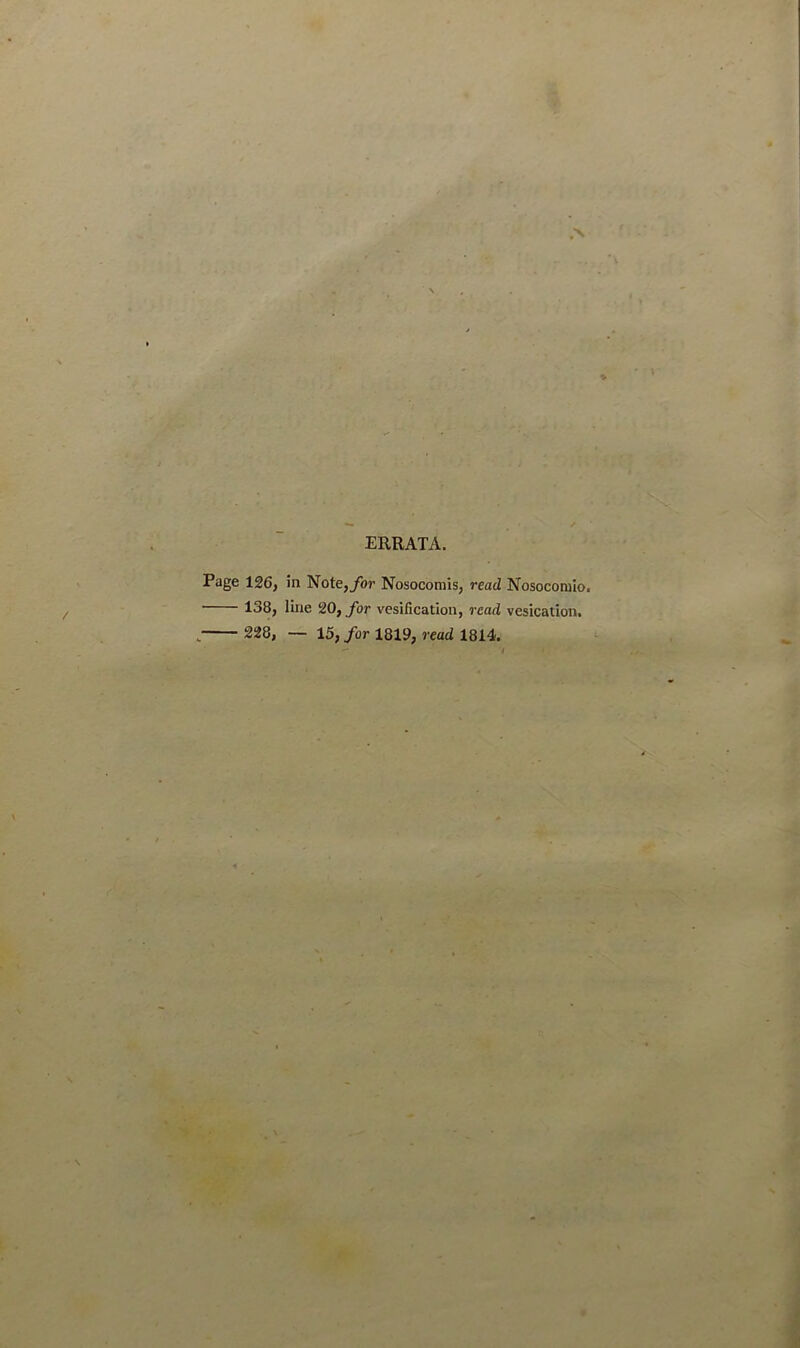 ERRATA.
Page 126, in Note, for Nosocomis, read Nosocomio.
—— 138, line 20, for vesification, read vesication.
—— 228, — 15, for 1819, read 1814.